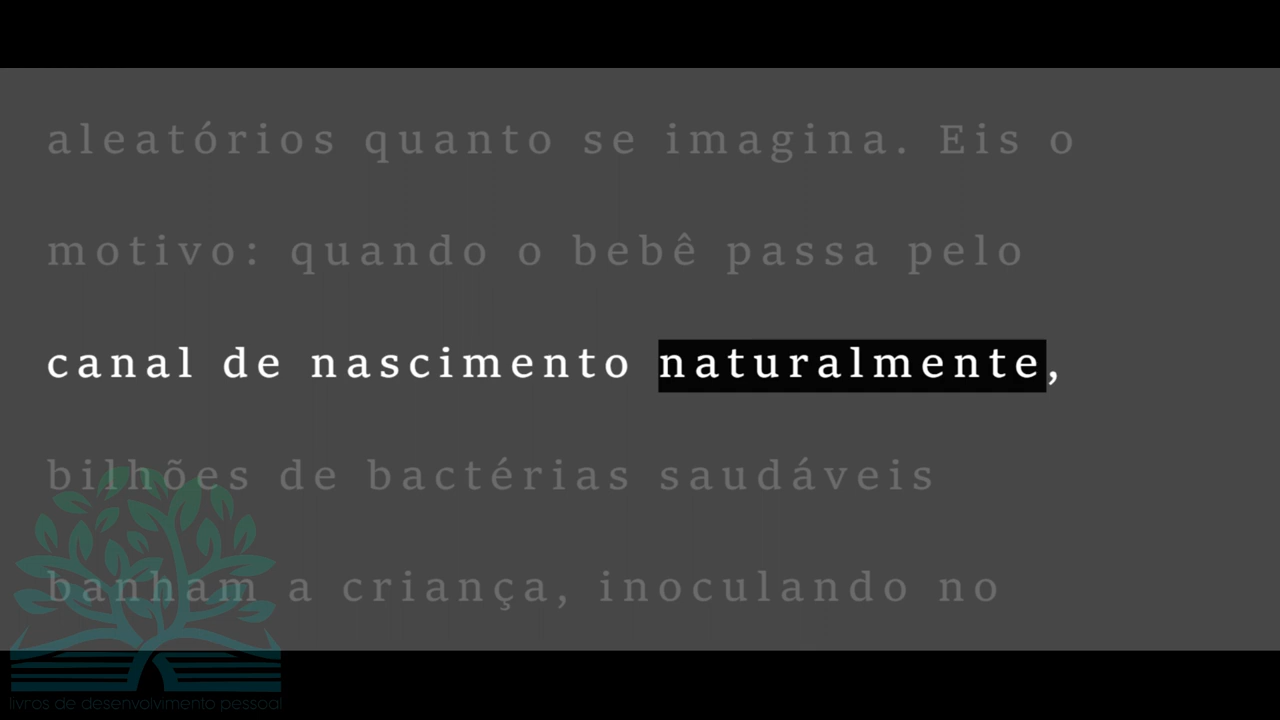 aleatórios quanto se imagina. Eis o
motivo: quando o bebê passa pelo
canal de nascimento naturalmente,
bilhões de bactérias saudáveis
banham a criança, inoculando no
livros de desenvolvimento pessoal